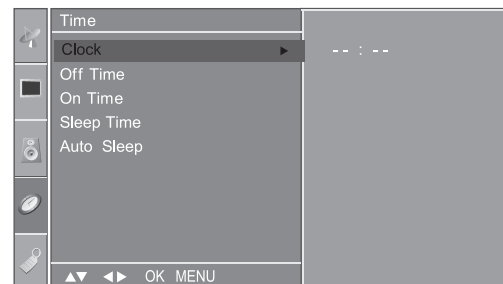 Time
Clock ► -- : --
Off Time
On Time
Sleep Time
Auto Sleep
▲▼ ◄► OK MENU